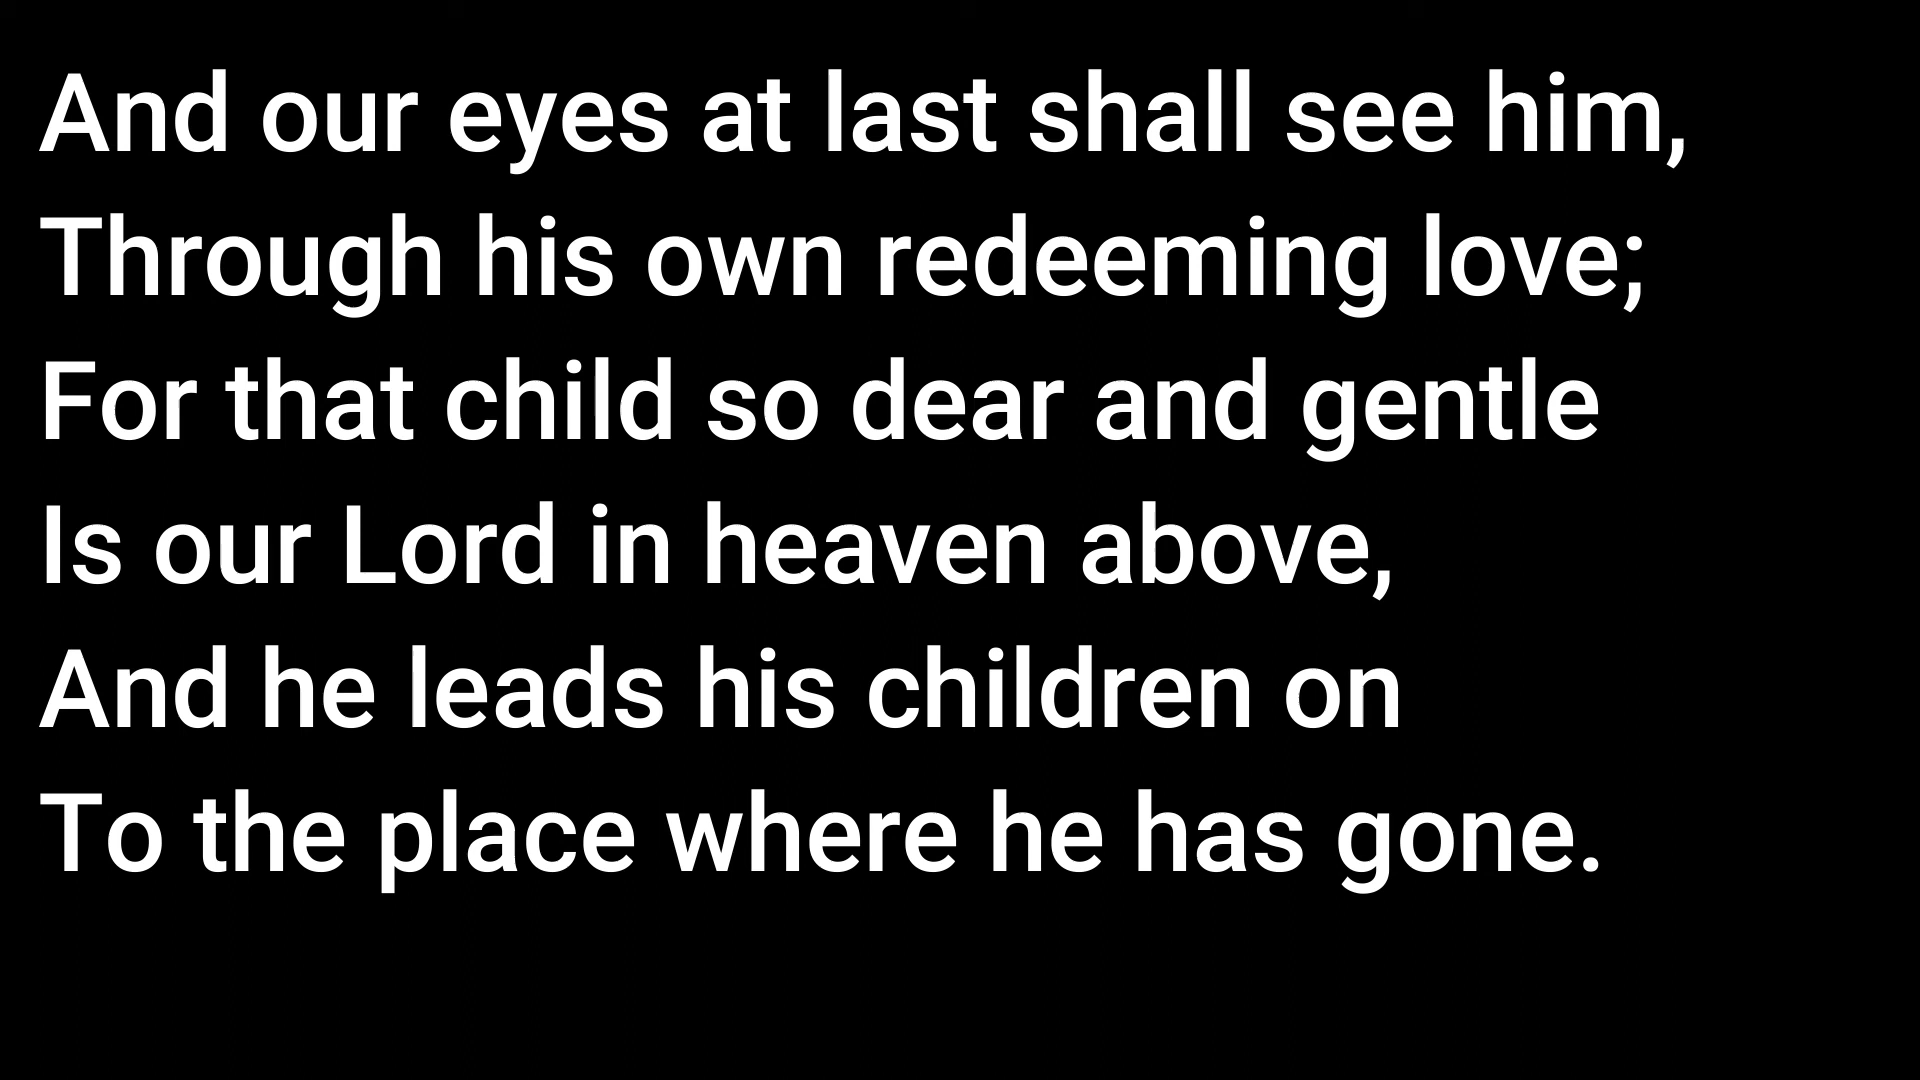 And our eyes at last shall see him,
Through his own redeeming love;
For that child so dear and gentle
Is our Lord in heaven above,
And he leads his children on
To the place where he has gone.